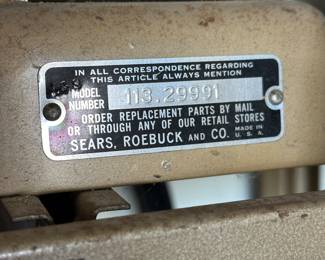 IN ALL CORRESPONDENCE REGARDING
THIS ARTICLE ALWAYS MENTION
MODEL NUMBER 113.29991
ORDER REPLACEMENT PARTS BY MAIL
OR THROUGH ANY OF OUR RETAIL STORES
SEARS, ROEBUCK AND CO. MADE IN U.S.A.